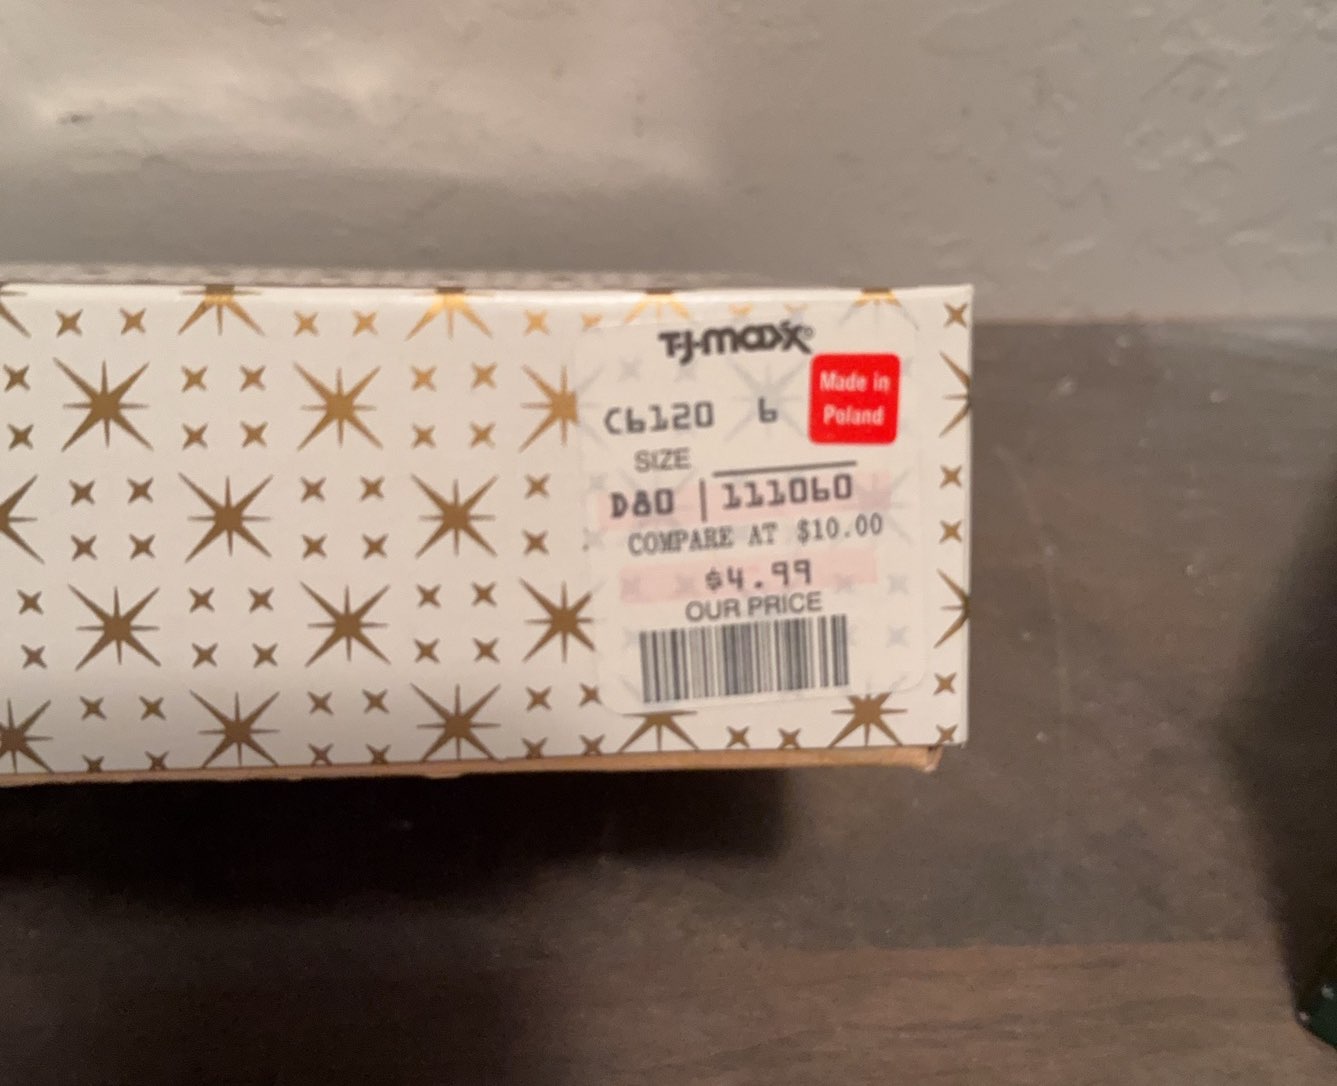 TJ-maxx®
Made in
Poland
C6120 6
SIZE
D80 | 111060
COMPARE AT $10.00
$4.99
OUR PRICE